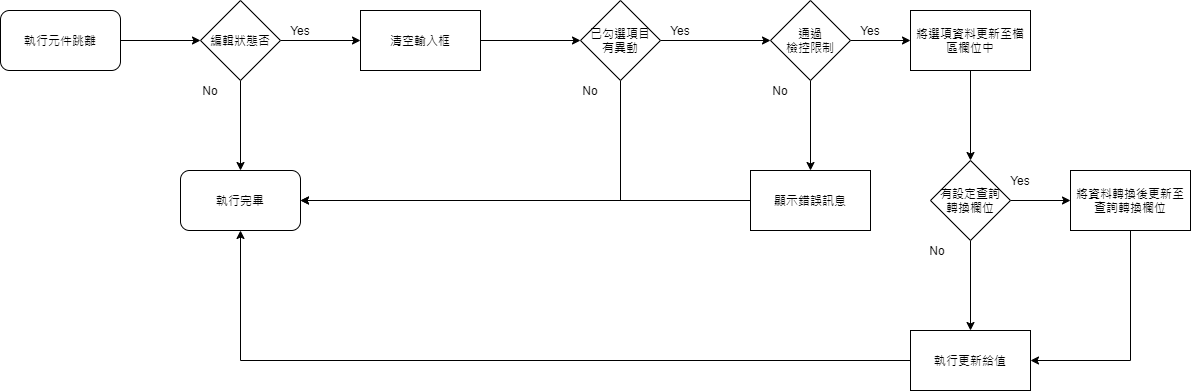 執行元件跳離
編輯狀態否
Yes
清空輸入框
已勾選項目
有異動
Yes
通過
檢控限制
Yes
將選項資料更新至檔
區欄位中
No
No
No
執行完畢
顯示錯誤訊息
有設定查詢
轉換欄位
Yes
將資料轉換後更新至
查詢轉換欄位
No
執行更新給值